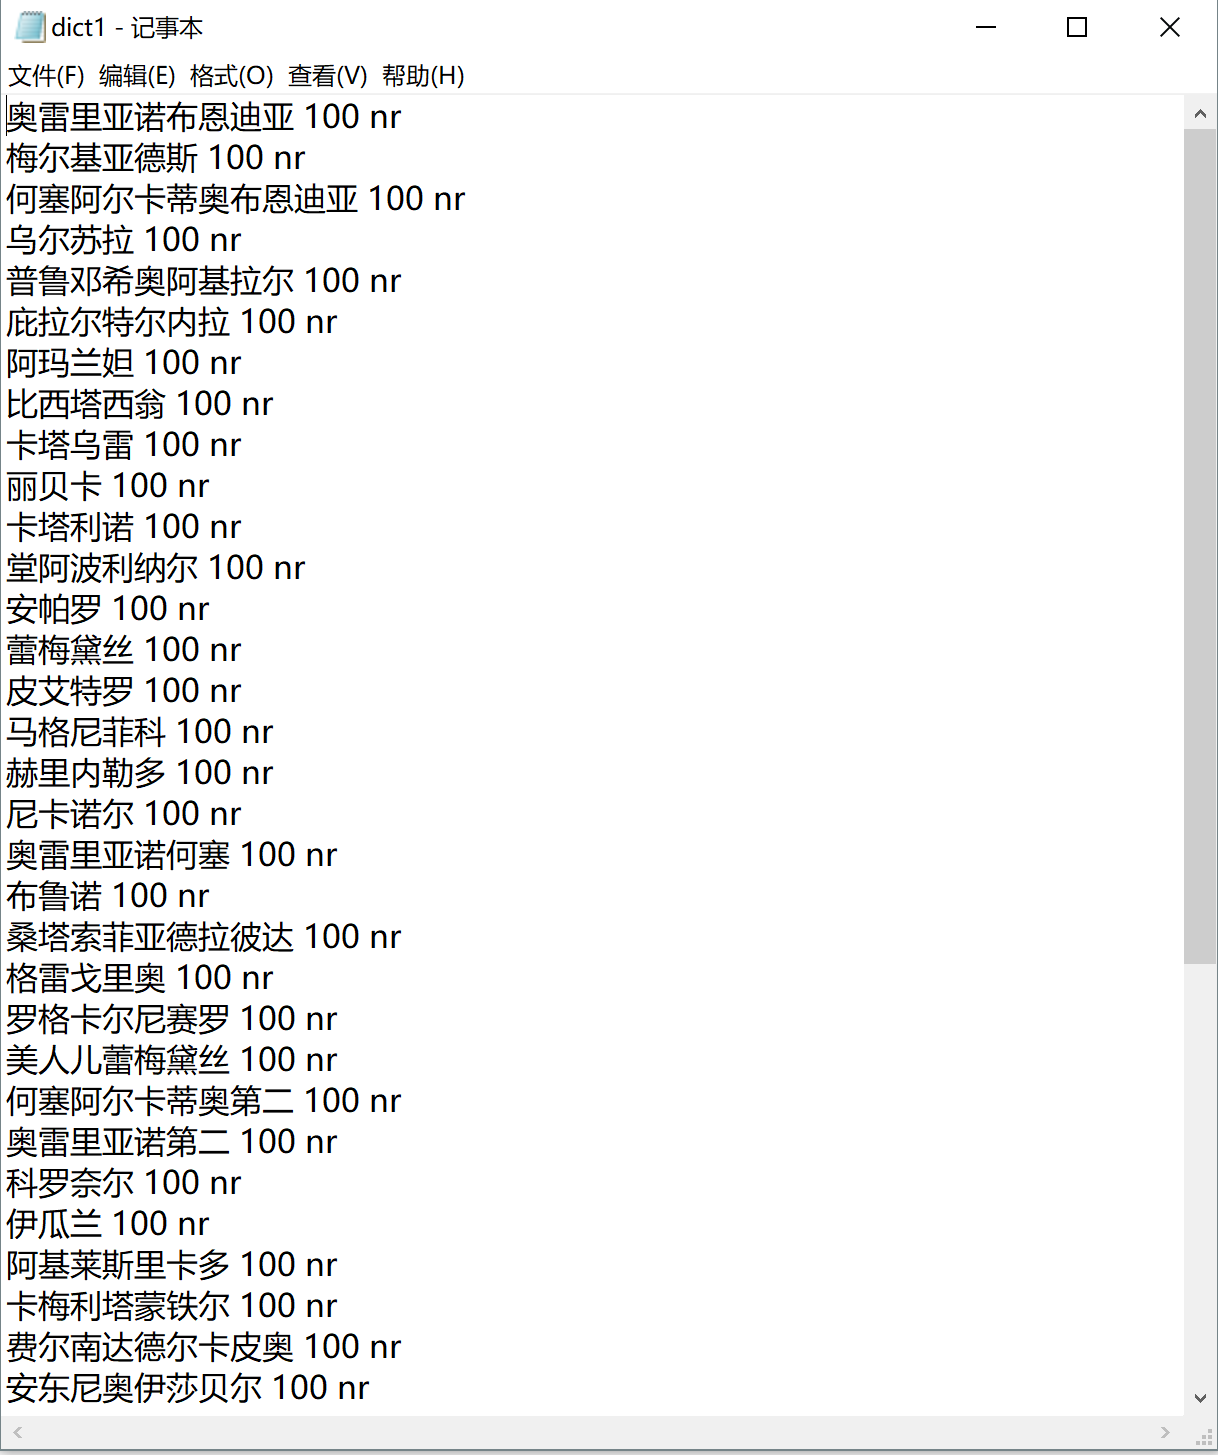 dict1 - 记事本
文件(F) 编辑(E) 格式(O) 查看(V) 帮助(H)
奥雷里亚诺布恩迪亚 100 nr
梅尔基亚德斯 100 nr
何塞阿尔卡蒂奥布恩迪亚 100 nr
乌尔苏拉 100 nr
普鲁邓希奥阿基拉尔 100 nr
庇拉尔特尔内拉 100 nr
阿玛兰妲 100 nr
比西塔西翁 100 nr
卡塔乌雷 100 nr
丽贝卡 100 nr
卡塔利诺 100 nr
堂阿波利纳尔 100 nr
安帕罗 100 nr
蕾梅黛丝 100 nr
皮艾特罗 100 nr
马格尼菲科 100 nr
赫里内勒多 100 nr
尼卡诺尔 100 nr
奥雷里亚诺何塞 100 nr
布鲁诺 100 nr
桑塔索菲亚德拉彼达 100 nr
格雷戈里奥 100 nr
罗格卡尔尼赛罗 100 nr
美人儿蕾梅黛丝 100 nr
何塞阿尔卡蒂奥第二 100 nr
奥雷里亚诺第二 100 nr
科罗奈尔 100 nr
伊瓜兰 100 nr
阿基莱斯里卡多 100 nr
卡梅利塔蒙铁尔 100 nr
费尔南达德尔卡皮奥 100 nr
安东尼奥伊莎贝尔 100 nr